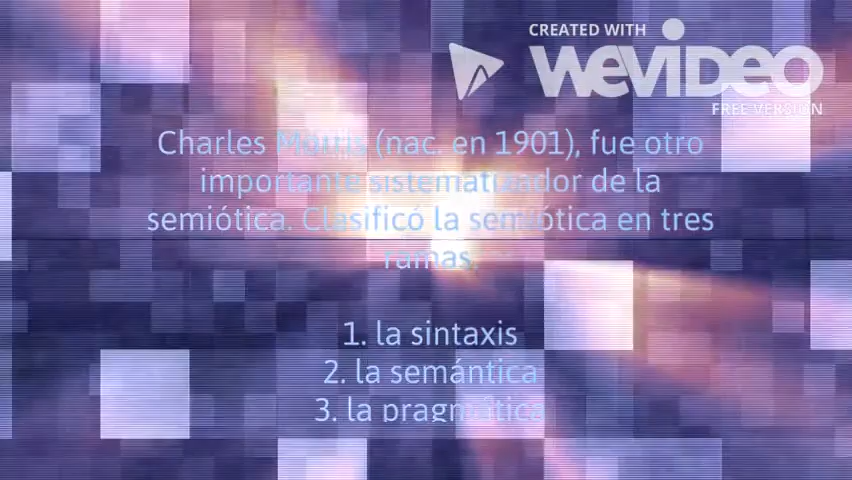 CREATED WITH
WeVideo
FREE VERSION
Charles Morris (nac. en 1901), fue otro
importante sistematizador de la
semiótica. Clasificó la semiótica en tres
ramas:
1. la sintaxis
2. la semántica
3. la pragmática